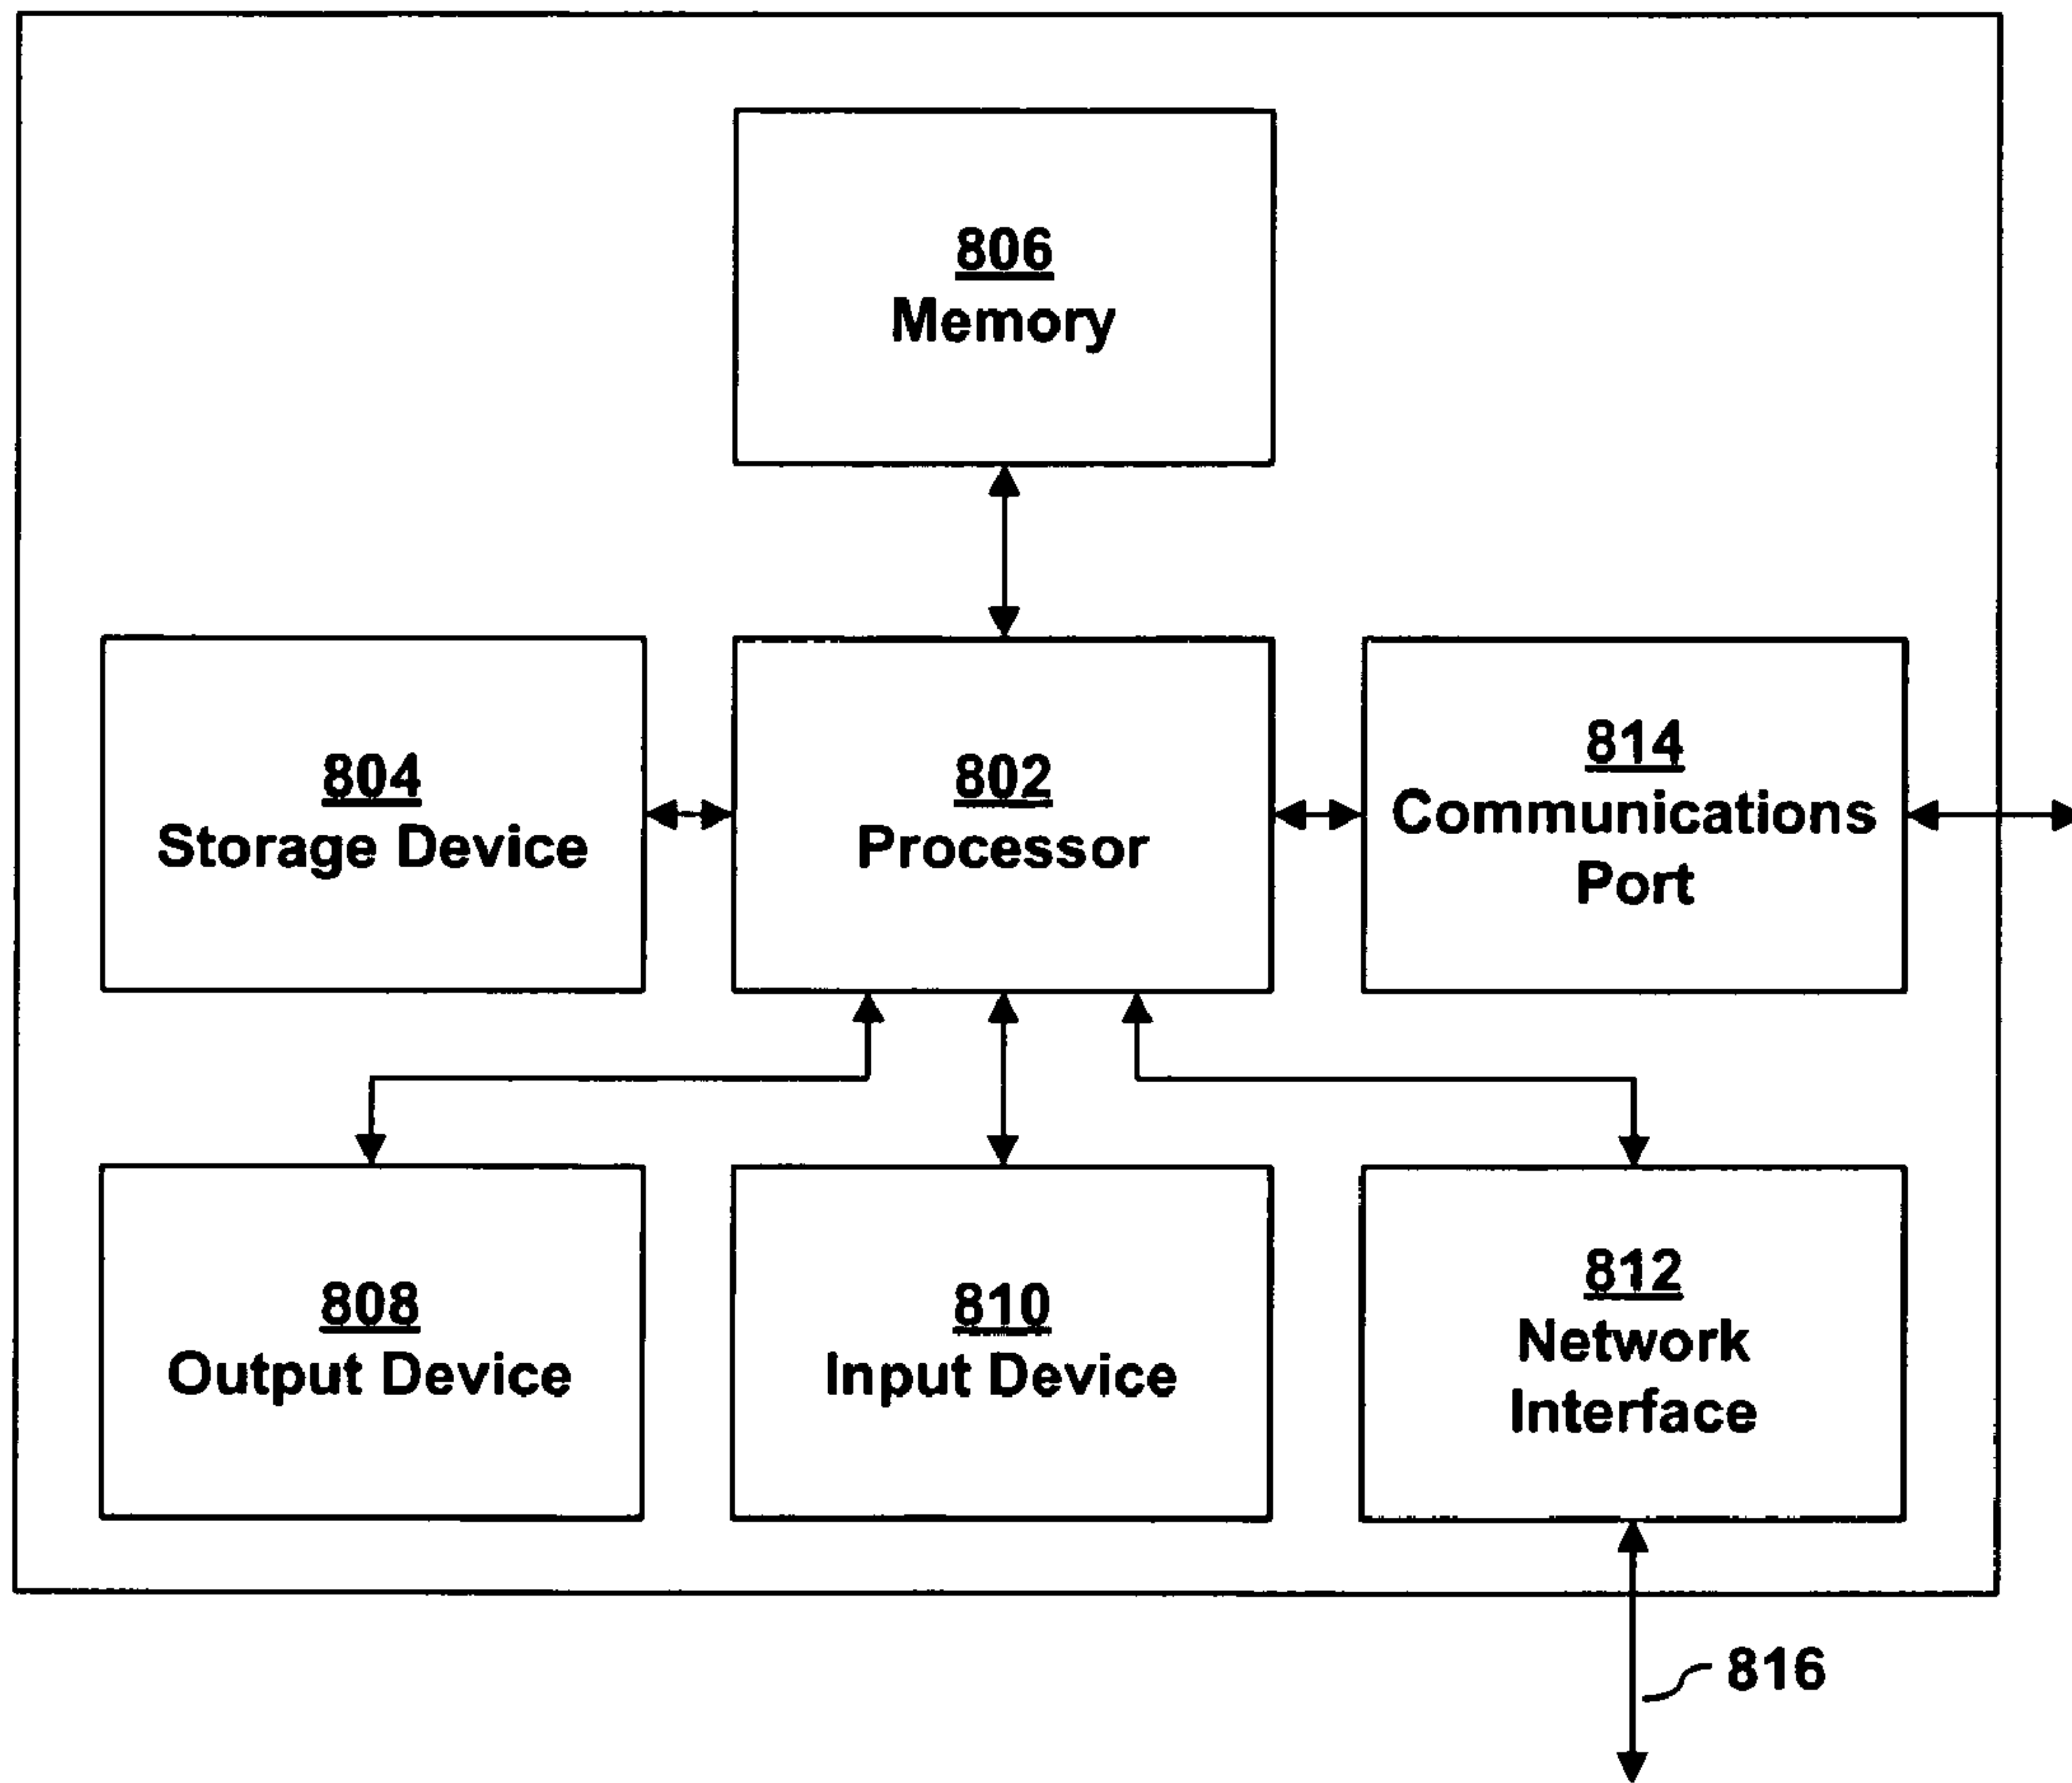 806
Memory
804
Storage Device
802
Processor
814
Communications
Port
808
Output Device
810
Input Device
812
Network
Interface
816